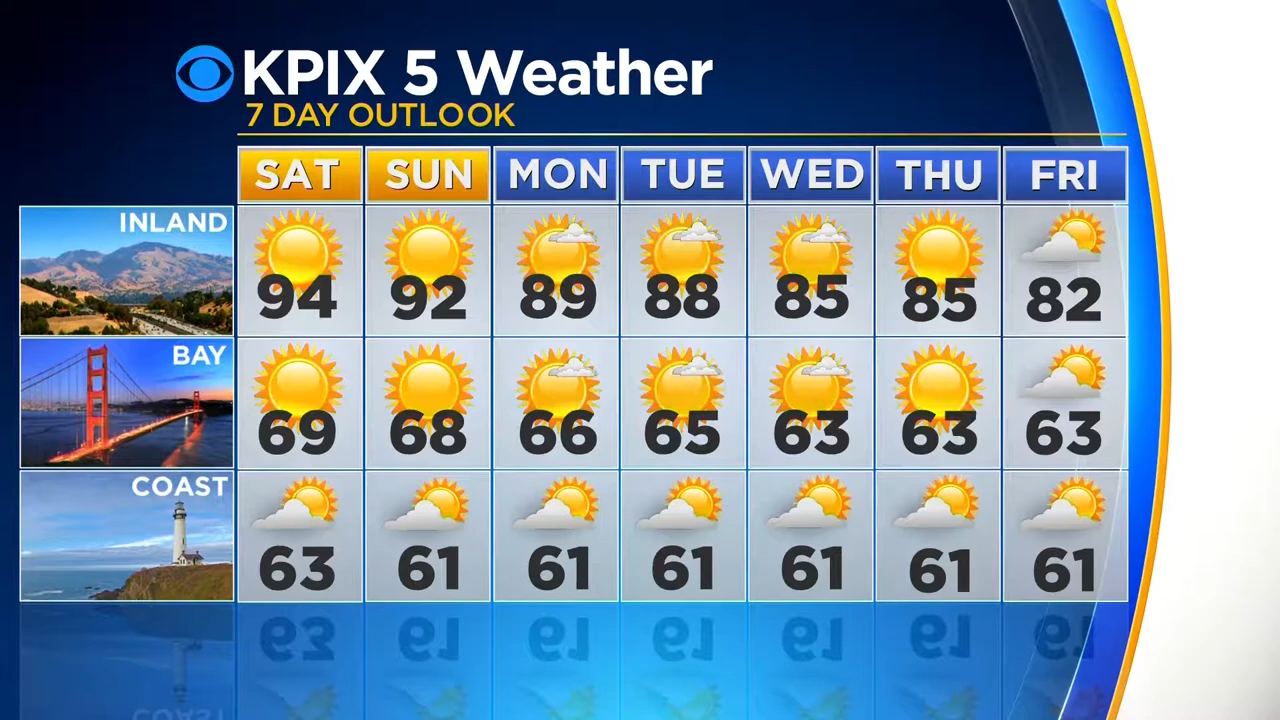 KPIX 5 Weather
7 DAY OUTLOOK
SAT SUN MON TUE WED THU FRI
INLAND
94 92 89 88 85 85 82
BAY
69 68 66 65 63 63 63
COAST
63 61 61 61 61 61 61